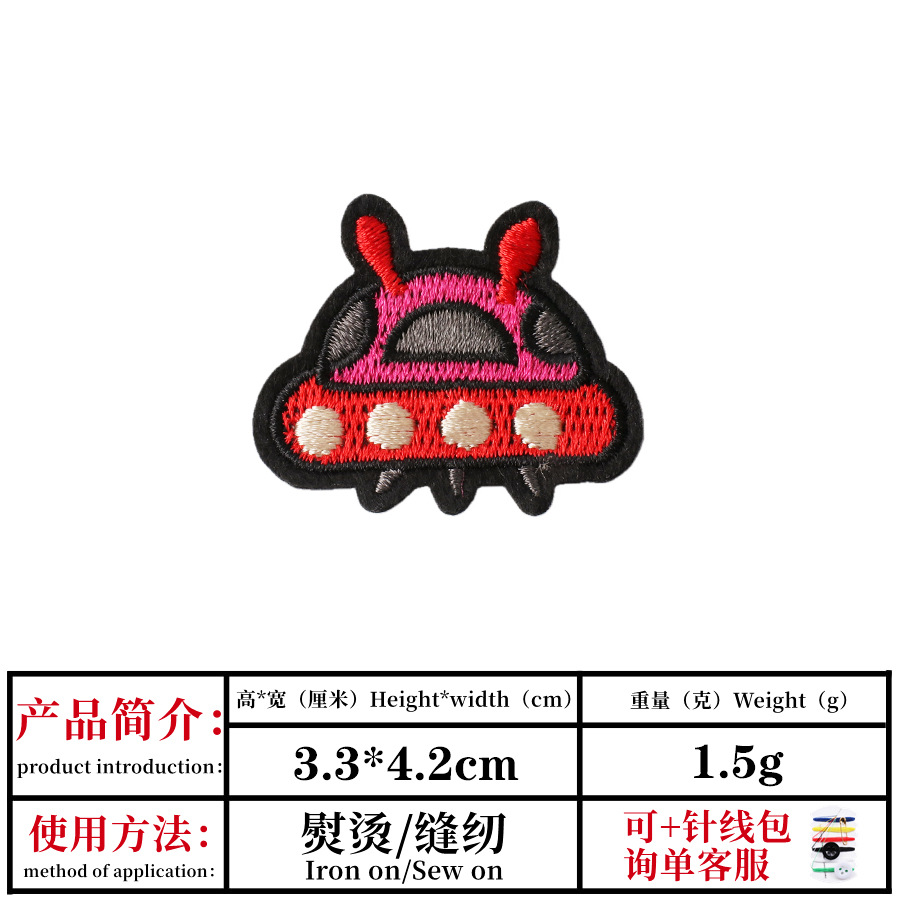 产品简介：
product introduction：
高*宽（厘米）Height*width（cm）
3.3*4.2cm
重量（克）Weight（g）
1.5g
使用方法：
method of application：
熨烫/缝纫
Iron on/Sew on
可+针线包
询单客服